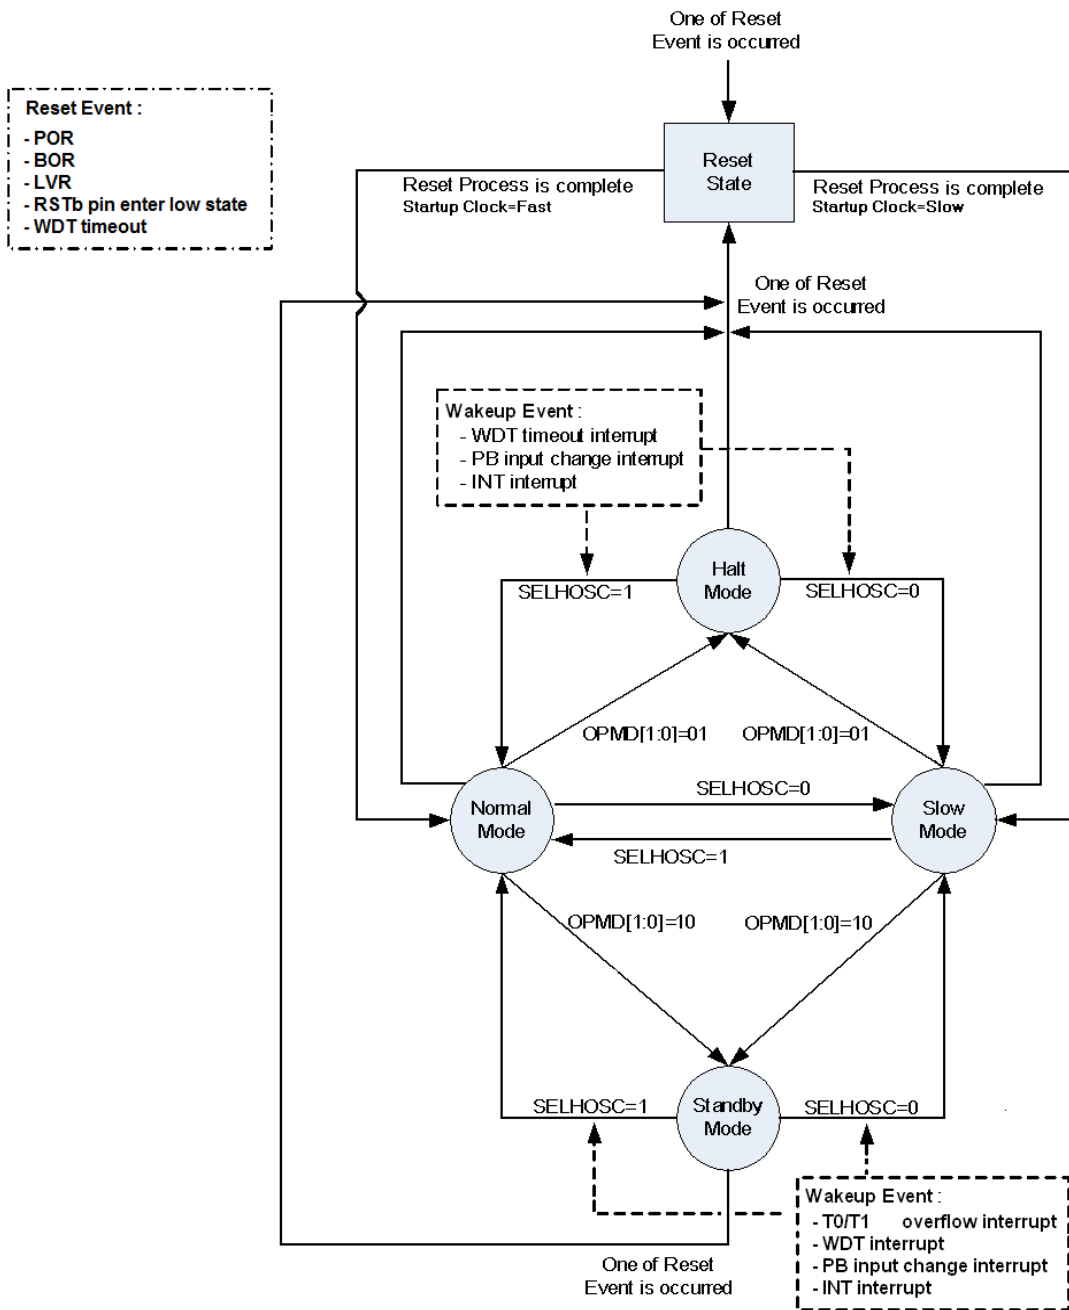 One of Reset
Event is occurred
Reset Event :
- POR
- BOR
- LVR
- RSTb pin enter low state
- WDT timeout
Reset
State
Reset Process is complete
Startup Clock=Fast
Reset Process is complete
Startup Clock=Slow
One of Reset
Event is occurred
Wakeup Event :
- WDT timeout interrupt
- PB input change interrupt
- INT interrupt
Halt
Mode
SELHOSC=1
SELHOSC=0
OPMD[1:0]=01
OPMD[1:0]=01
Normal
Mode
SELHOSC=0
Slow
Mode
SELHOSC=1
OPMD[1:0]=10
OPMD[1:0]=10
SELHOSC=1
Standby
Mode
SELHOSC=0
Wakeup Event :
- T0/T1 overflow interrupt
- WDT interrupt
- PB input change interrupt
- INT interrupt
One of Reset
Event is occurred